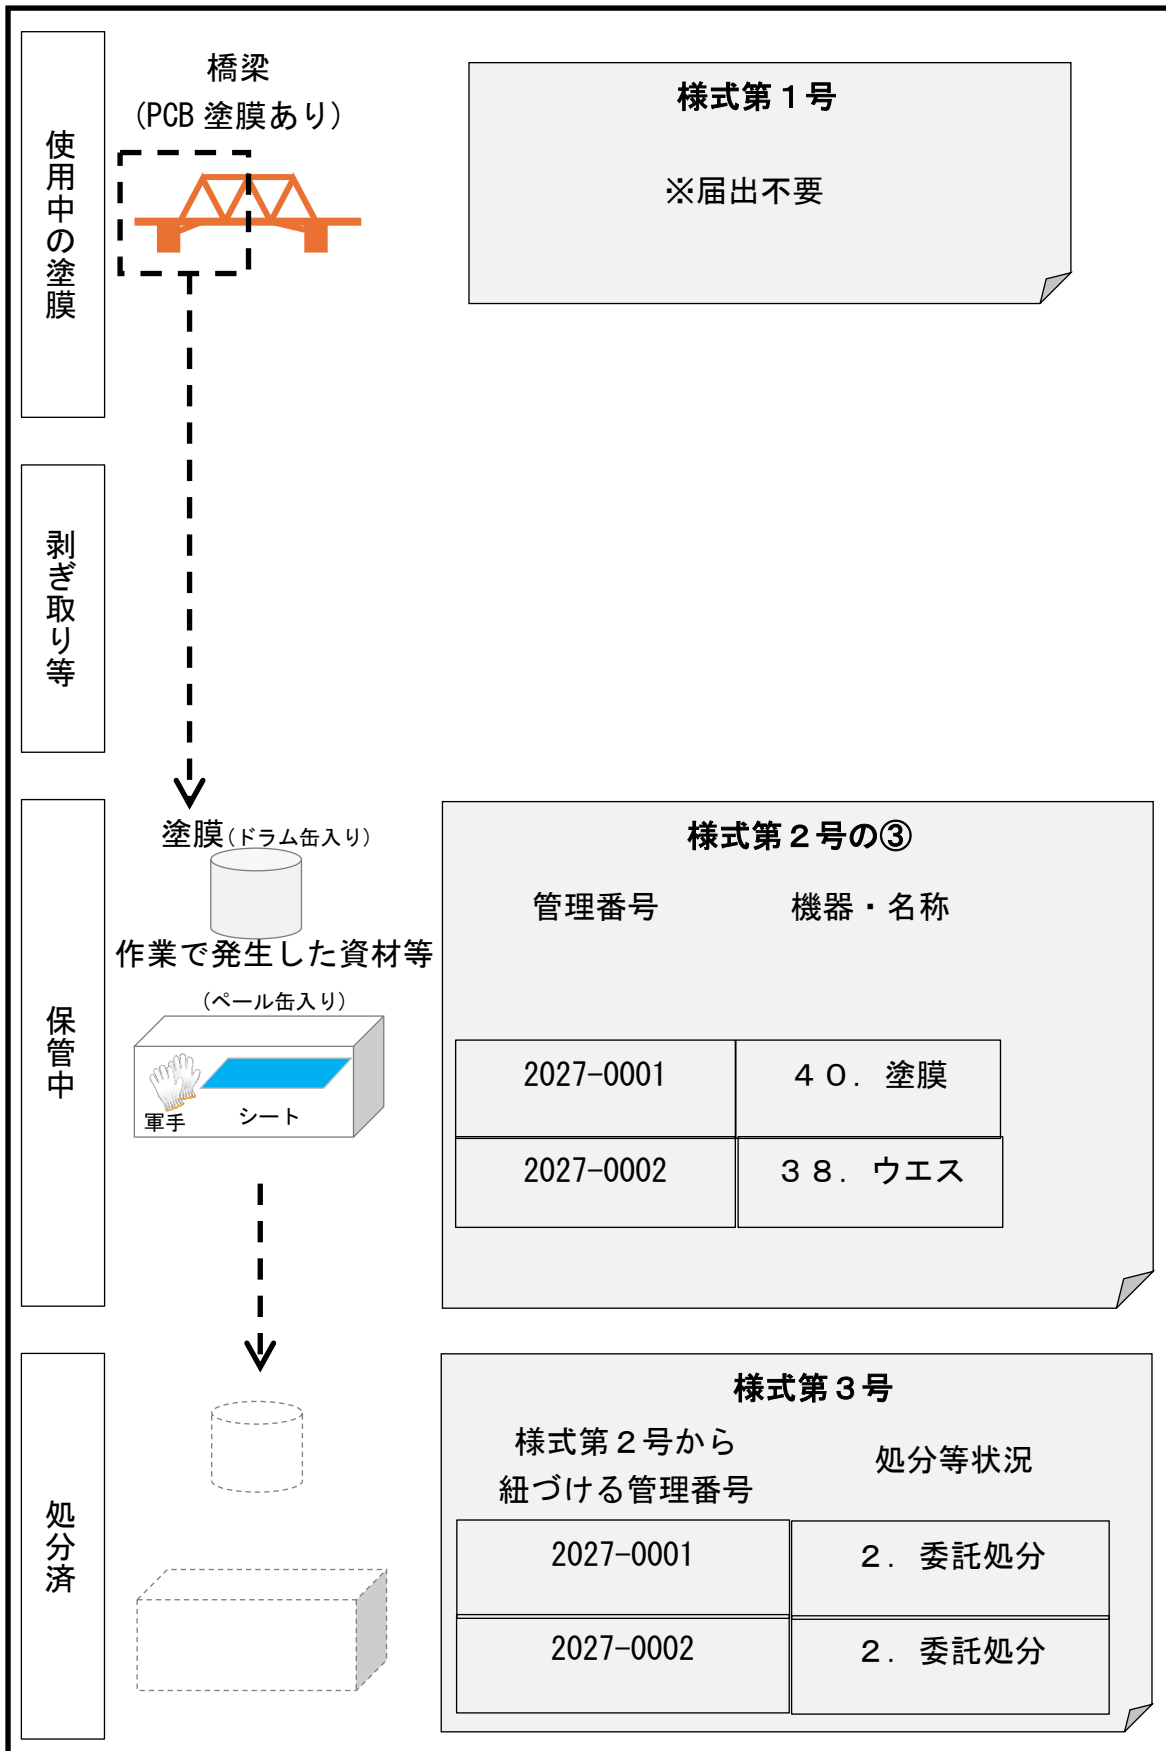 使用中の塗膜
橋梁
(PCB 塗膜あり)
様式第１号
※届出不要
剥ぎ取り等
保管中
塗膜(ドラム缶入り)
作業で発生した資材等
(ペール缶入り)
軍手
シート
様式第２号の③
管理番号 機器・名称
2027-0001 ４０．塗膜
2027-0002 ３８．ウエス
処分済
様式第３号
様式第２号から
紐づける管理番号
処分等状況
2027-0001 ２．委託処分
2027-0002 ２．委託処分